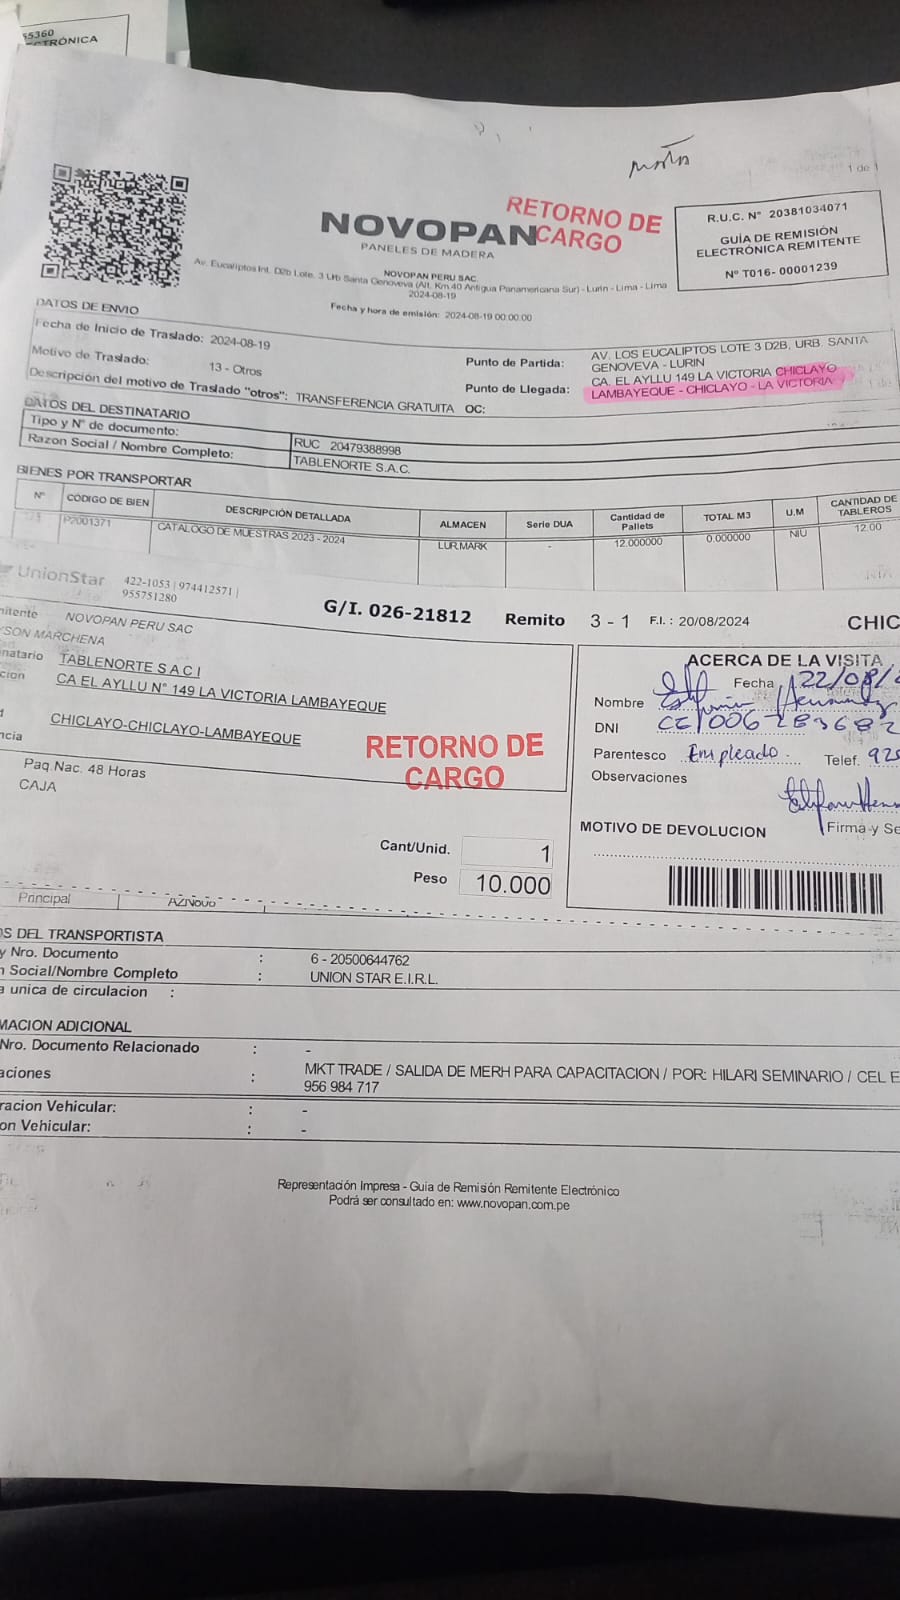 55360
CTRÓNICA
1 de 1
NOVOPAN
PANELES DE MADERA
RETORNO DE
CARGO
R.U.C. N° 20381034071
GUÍA DE REMISIÓN
ELECTRÓNICA REMITENTE
N° T016- 00001239
NOVOPAN PERU SAC.
Av. Eucaliptos Int. D2b Lote. 3 Urb Santa Genoveva (Alt. Km.40 Antigua Panamericana Sur) - Lurin - Lima - Lima
2024-08-19
Fecha y hora de emisión: 2024-08-19 00:00:00
DATOS DE ENVIO
Fecha de Inicio de Traslado: 2024-08-19
Motivo de Traslado: 13 - Otros
Descripción del motivo de Traslado "otros": TRANSFERENCIA GRATUITA OC:
Punto de Partida: AV. LOS EUCALIPTOS LOTE 3 D2B, URB. SANTA
GENOVEVA - LURIN
Punto de Llegada: CA. EL AYLLU 149 LA VICTORIA CHICLAYO
LAMBAYEQUE - CHICLAYO - LA VICTORIA
DATOS DEL DESTINATARIO
Tipo y N° de documento: RUC 20479388998
Razon Social / Nombre Completo: TABLENORTE S.A.C.
BIENES POR TRANSPORTAR
N° CÓDIGO DE BIEN DESCRIPCIÓN DETALLADA ALMACEN Serie DUA Cantidad de Pallets TOTAL M3 U.M CANTIDAD DE TABLEROS
P2001371 CATALOGO DE MUESTRAS 2023 - 2024 LUR.MARK - 12.000000 0.000000 NIU 12.00
UnionStar 422-1053 | 974412571 |
955751280
G/I. 026-21812 Remito 3 - 1 F.I. : 20/08/2024 CHIC
mitente NOVOPAN PERU SAC
YSON MARCHENA
natario TABLENORTE S A C I
cion CA EL AYLLU N° 149 LA VICTORIA LAMBAYEQUE
CHICLAYO-CHICLAYO-LAMBAYEQUE
ncia
Paq.Nac. 48 Horas
CAJA
RETORNO DE
CARGO
Cant/Unid. 1
Peso 10.000
ACERCA DE LA VISITA
Fecha 22/08/
Nombre
DNI
Parentesco Empleado. Telef. 925
Observaciones
Firma y Se
MOTIVO DE DEVOLUCION
Principal AZNovo
OS DEL TRANSPORTISTA
y Nro. Documento : 6 - 20500644762
n Social/Nombre Completo : UNION STAR E.I.R.L.
a unica de circulacion :
MACION ADICIONAL
Nro. Documento Relacionado : -
aciones : MKT TRADE / SALIDA DE MERH PARA CAPACITACION / POR: HILARI SEMINARIO / CEL E
956 984 717
racion Vehicular: : -
on Vehicular: : -
Representación Impresa - Guia de Remisión Remitente Electrónico
Podrá ser consultado en: www.novopan.com.pe